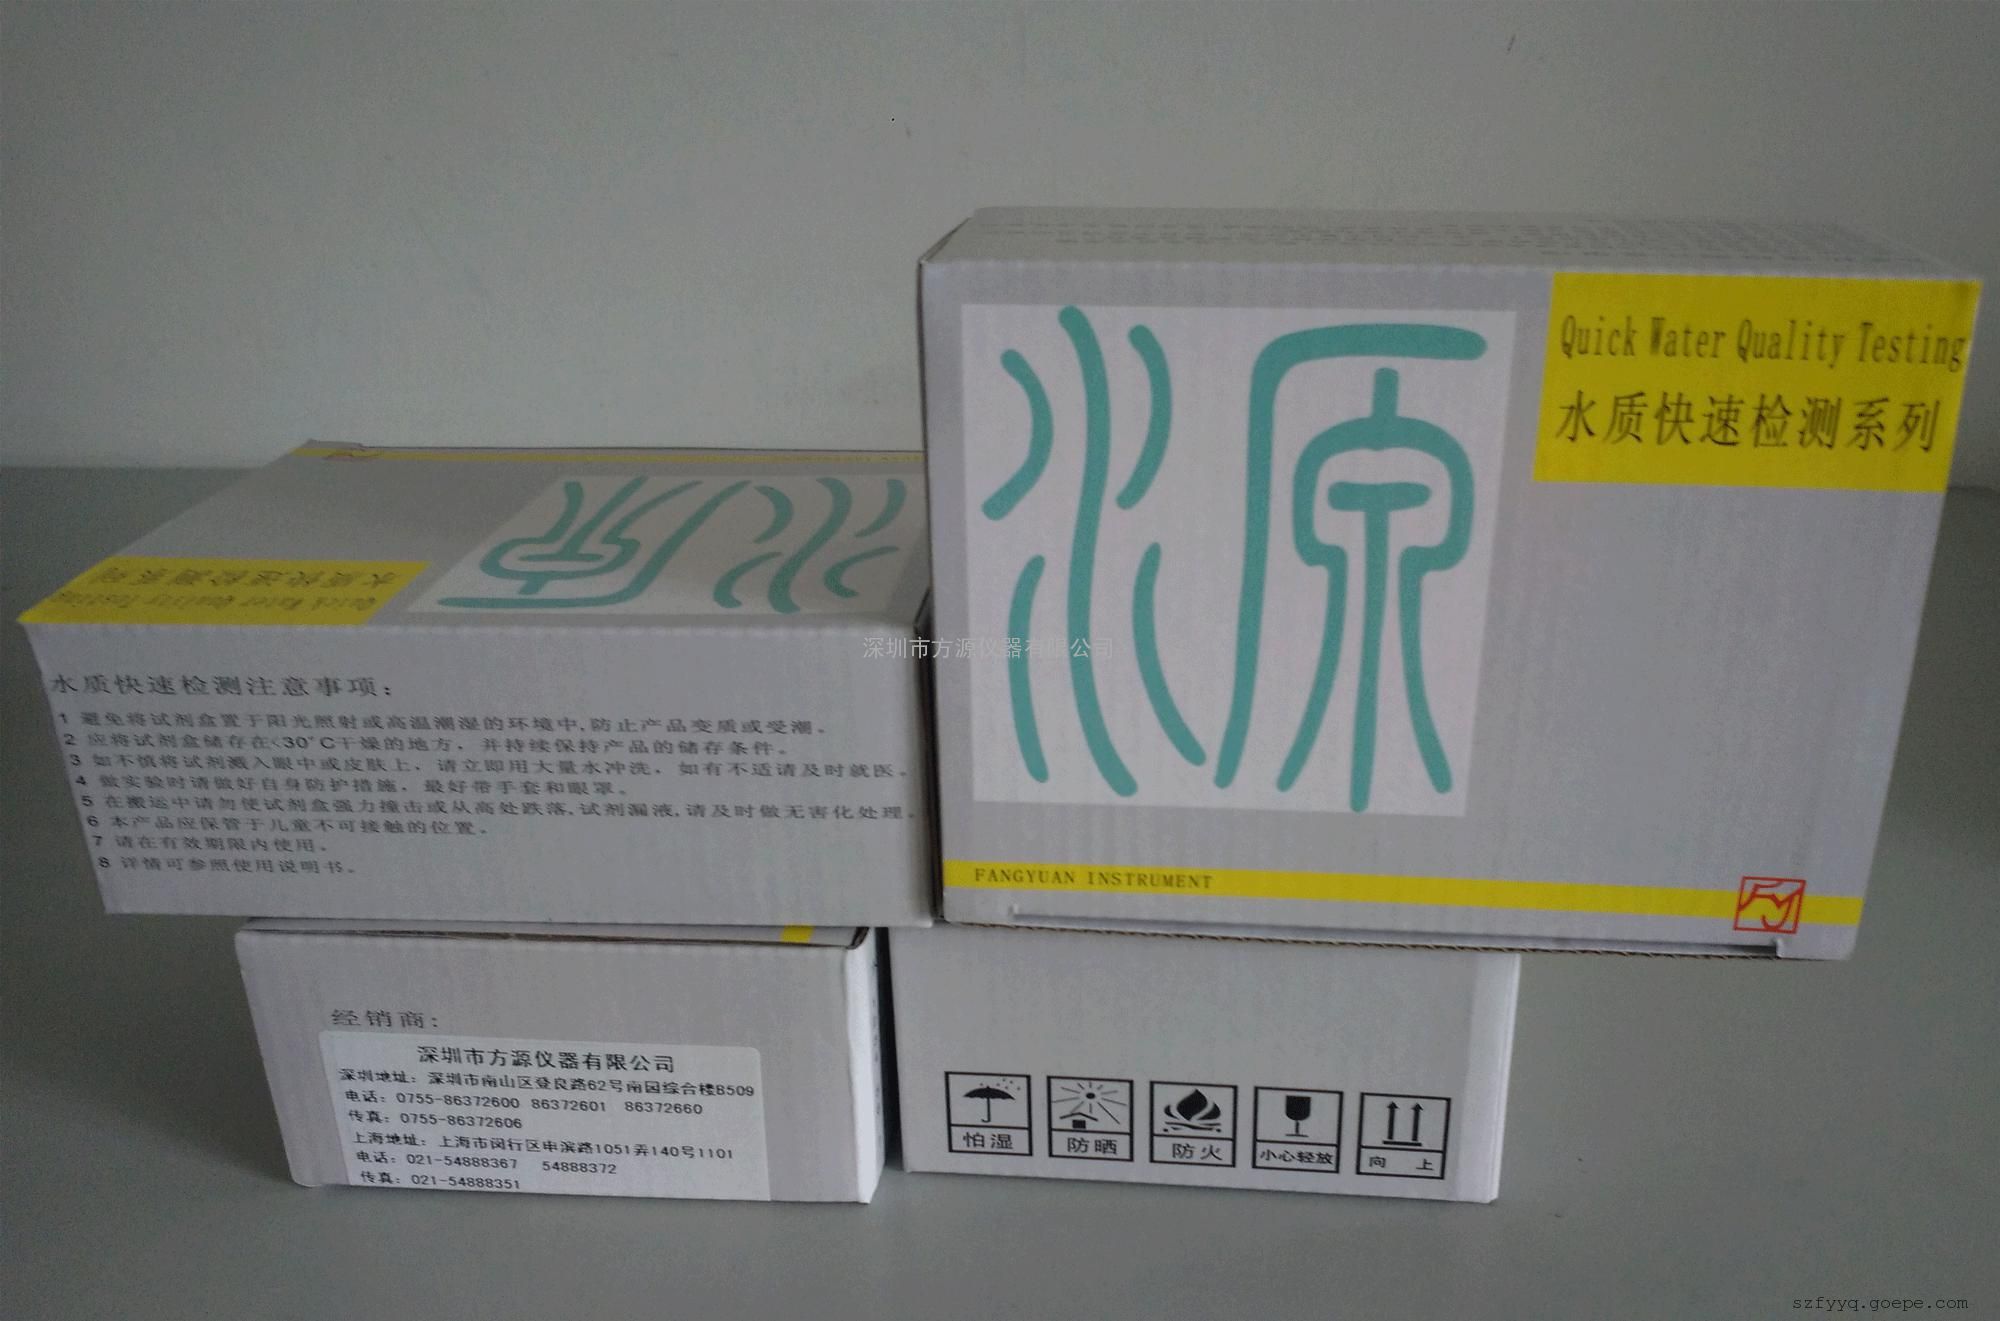 源
Quick Water Quality Testing
水质快速检测系列
FANGYUAN INSTRUMENT
源
Quick Water Quality Testing
水质快速检测系列
深圳市方源仪器有限公司
水质快速检测注意事项：
1 避免将试剂盒置于阳光照射或高温潮湿的环境中,防止产品变质或受潮。
2 应将试剂盒储存在<30°C干燥的地方，并持续保持产品的储存条件。
3 如不慎将试剂溅入眼中或皮肤上，请立即用大量水冲洗，如有不适请及时就医。
4 做实验时请做好自身防护措施，最好带手套和眼罩。
5 在搬运中请勿使试剂盒强力撞击或从高处跌落,试剂漏液,请及时做无害化处理。
6 本产品应保管于儿童不可接触的位置。
7 请在有效期限内使用。
8 详情可参照使用说明书。
经销商：
深圳市方源仪器有限公司
深圳地址：深圳市南山区登良路62号南园综合楼B509
电话：0755-86372600 86372601 86372660
传真：0755-86372606
上海地址：上海市闵行区申滨路1051弄140号1101
电话：021-54888367 54888372
传真：021-54888351
怕湿
防晒
防火
小心轻放
向上
szfyyq.goepe.com